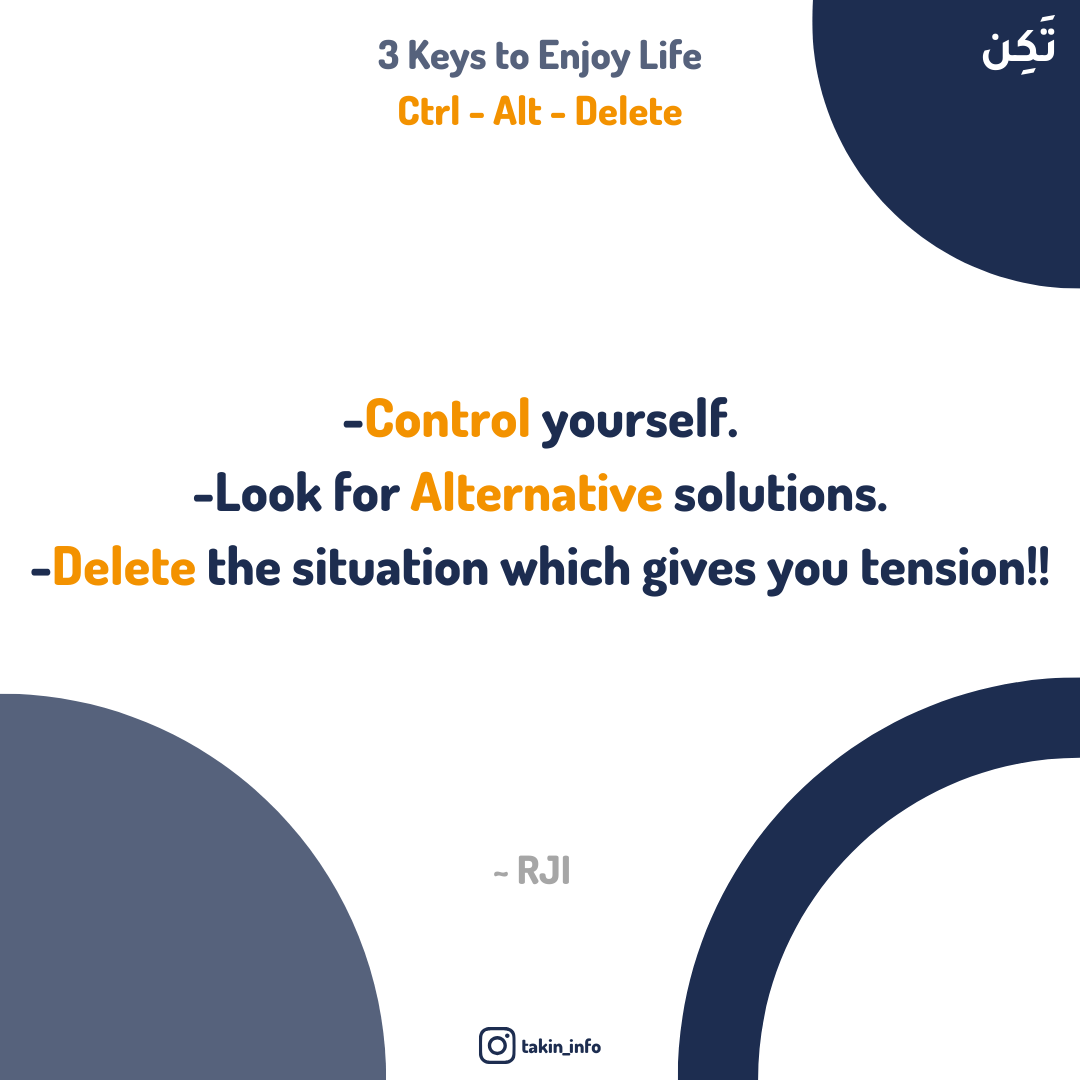 3 Keys to Enjoy Life
Ctrl - Alt - Delete
تَكِن
-Control yourself.
-Look for Alternative solutions.
-Delete the situation which gives you tension!!
~ RJI
takin_info